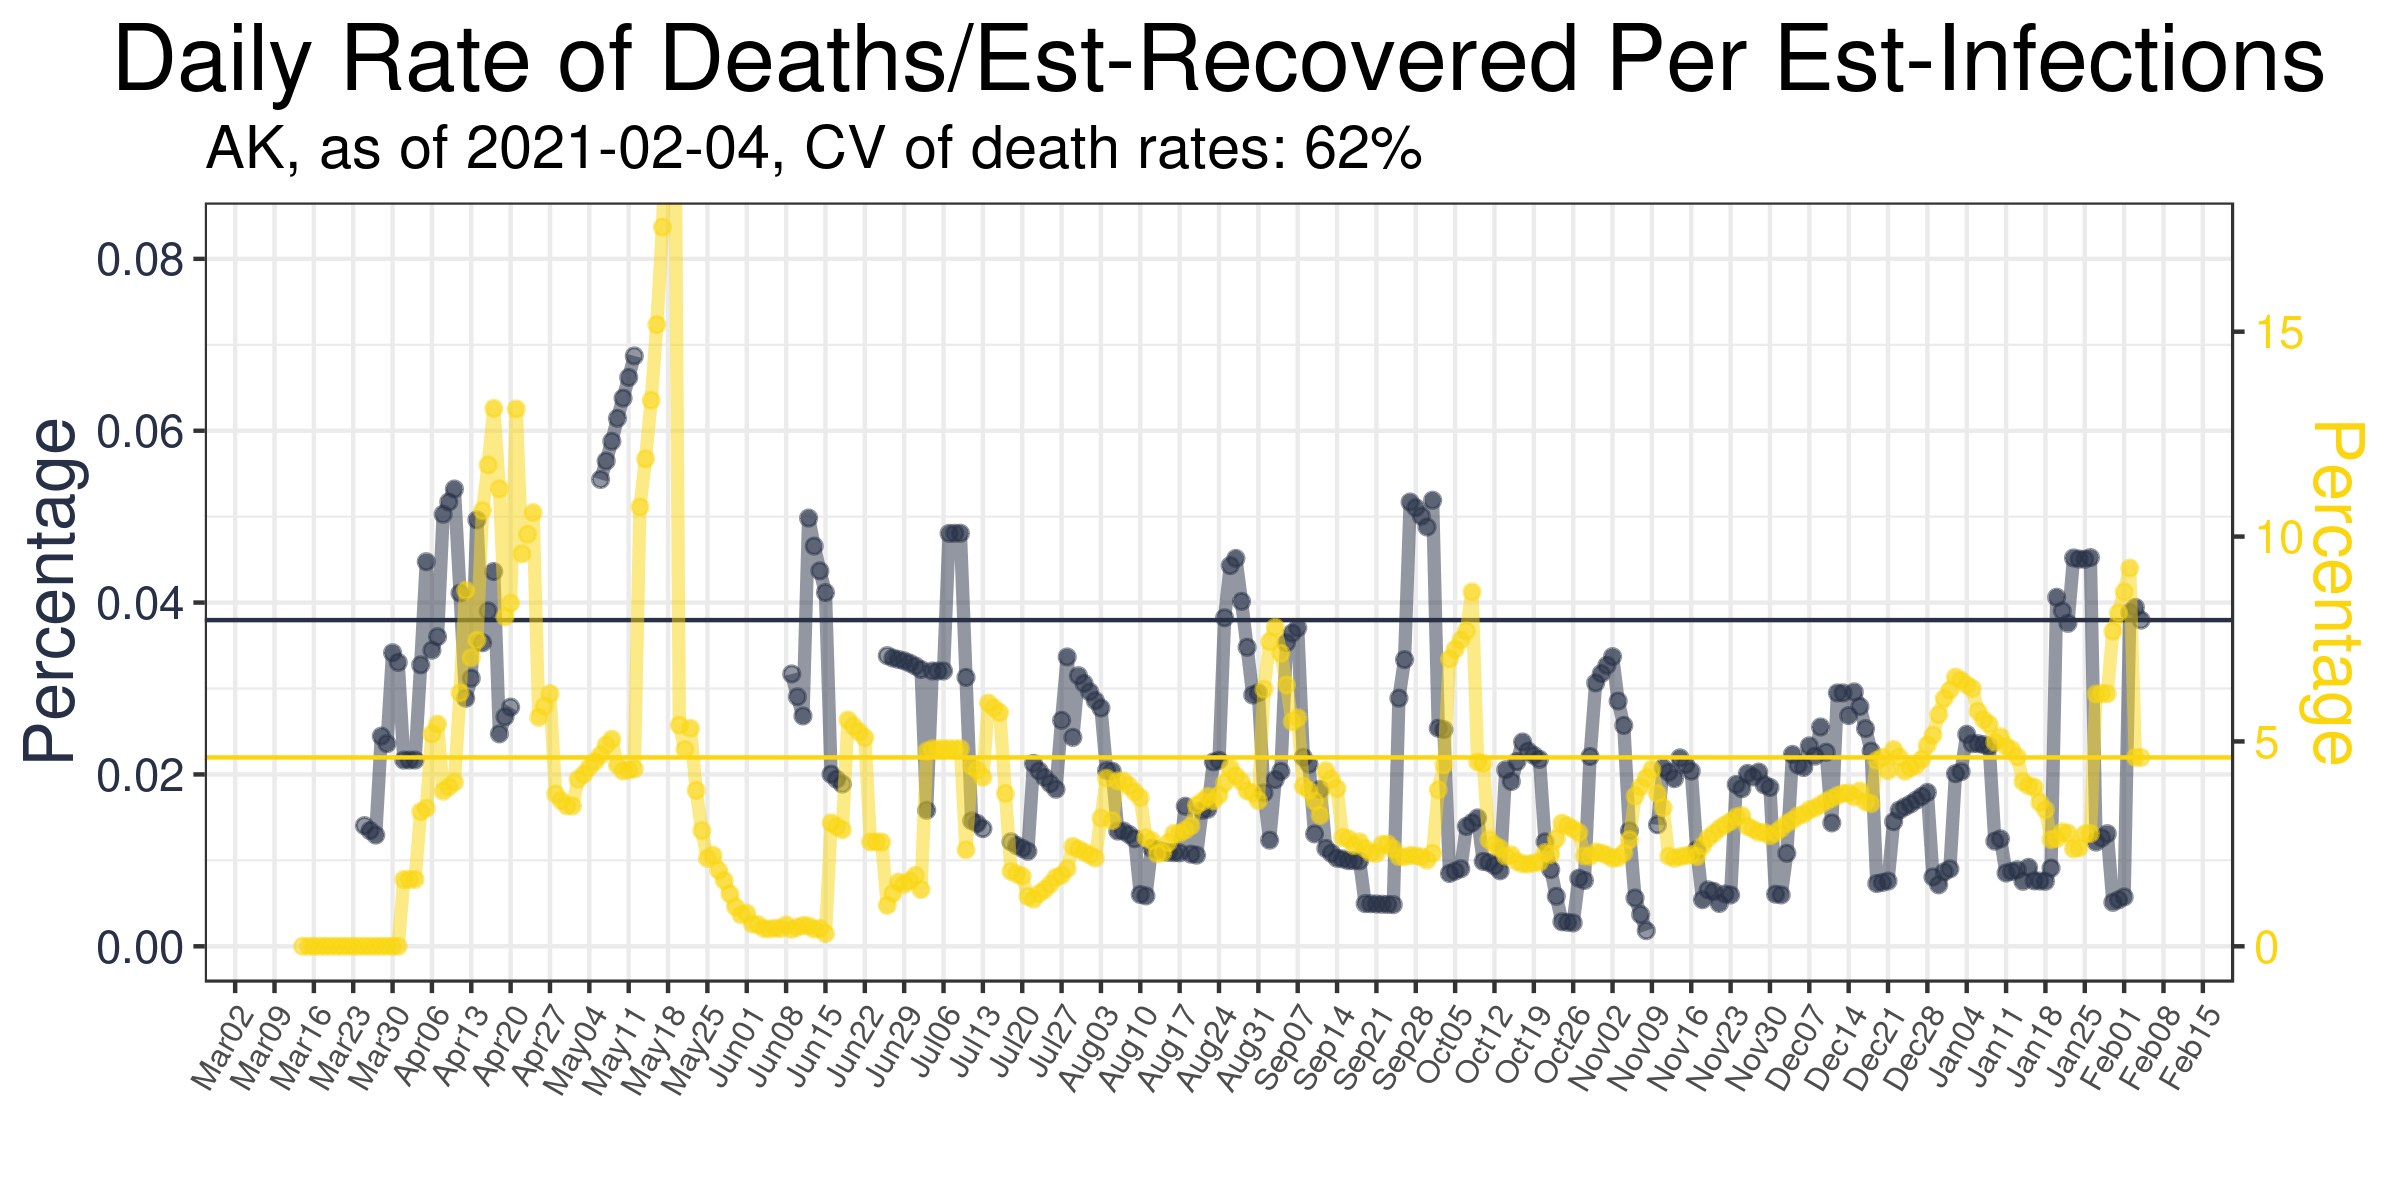 Daily Rate of Deaths/Est-Recovered Per Est-Infections
AK, as of 2021-02-04, CV of death rates: 62%
Percentage
0.08
0.06
0.04
0.02
0.00
15
10
5
0
Percentage
Mar02
Mar09
Mar16
Mar23
Mar30
Apr06
Apr13
Apr20
Apr27
May04
May11
May18
May25
Jun01
Jun08
Jun15
Jun22
Jun29
Jul06
Jul13
Jul20
Jul27
Aug03
Aug10
Aug17
Aug24
Aug31
Sep07
Sep14
Sep21
Sep28
Oct05
Oct12
Oct19
Oct26
Nov02
Nov09
Nov16
Nov23
Nov30
Dec07
Dec14
Dec21
Dec28
Jan04
Jan11
Jan18
Jan25
Feb01
Feb08
Feb15